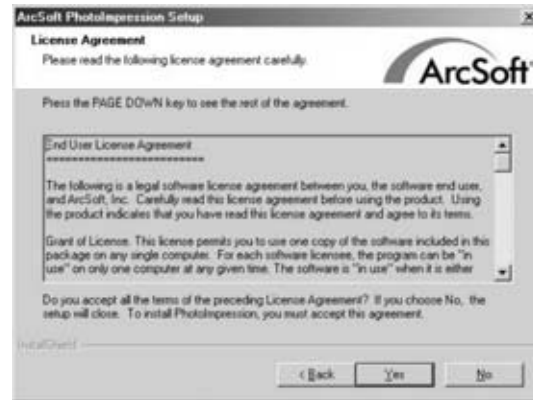 ArcSoft PhotoImpression Setup
License Agreement
Please read the following license agreement carefully.
ArcSoft
Press the PAGE DOWN key to see the rest of the agreement.
End User License Agreement
==========================
The following is a legal software license agreement between you, the software end user,
and ArcSoft, Inc. Carefully read this license agreement before using the product. Using
the product indicates that you have read this license agreement and agree to its terms.
Grant of License. This license permits you to use one copy of the software included in this
package on any single computer. For each software licensee, the program can be "in
use" on only one computer at any given time. The software is "in use" when it is either
Do you accept all the terms of the preceding License Agreement? If you choose No, the
setup will close. To install PhotoImpression, you must accept this agreement.
InstallShield
< Back
Yes
No